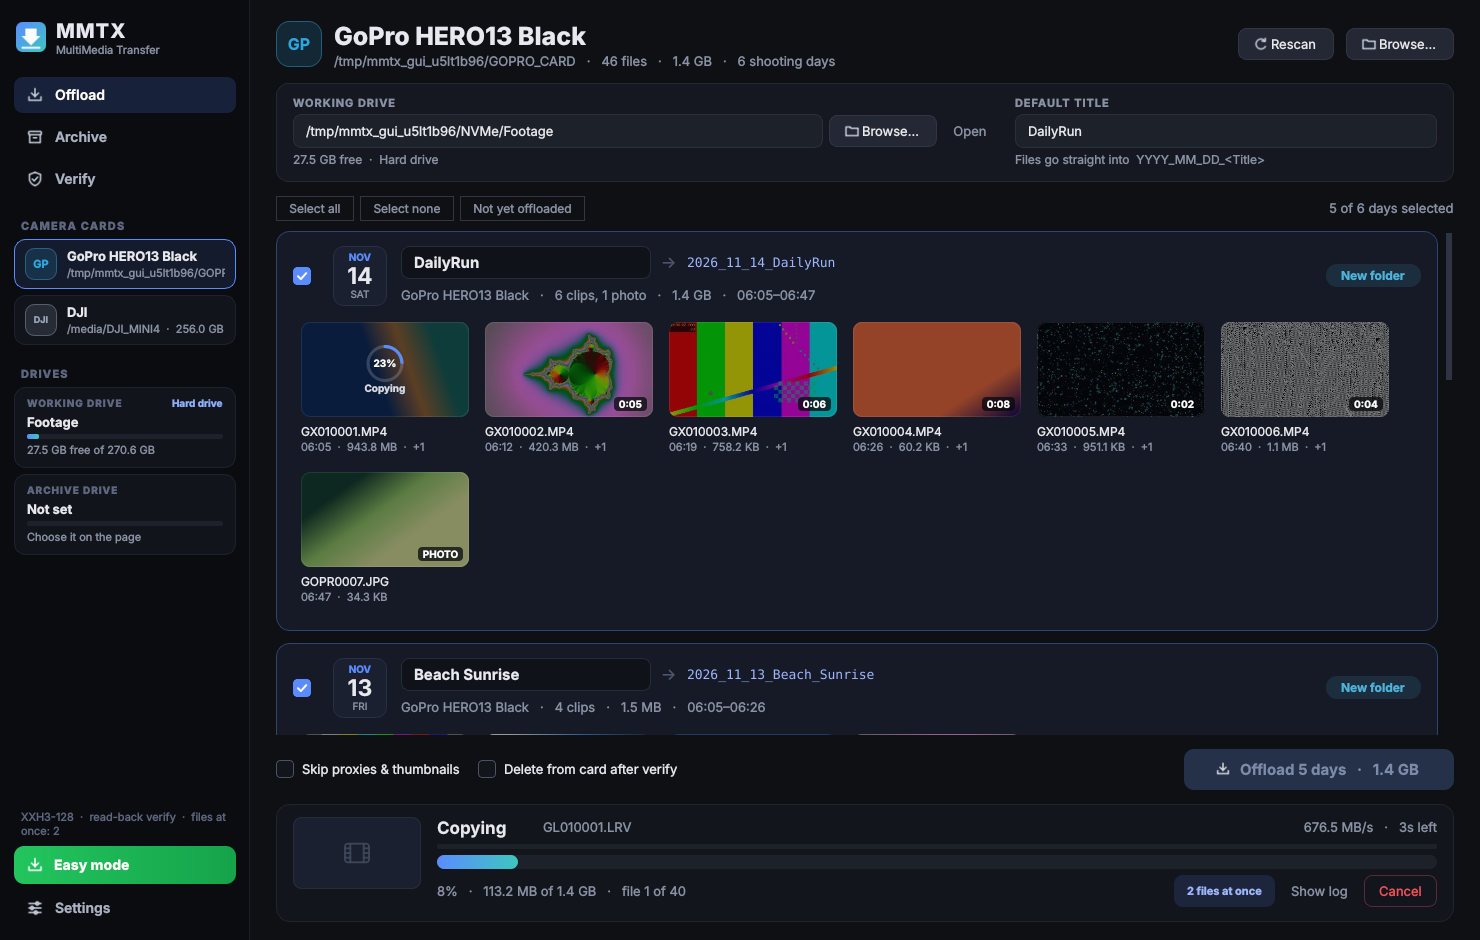 MMTX
MultiMedia Transfer
Offload
Archive
Verify
CAMERA CARDS
GP
GoPro HERO13 Black
/tmp/mmtx_gui_u5lt1b96/GOPF
DJI
DJI
/media/DJI_MINI4 · 256.0 GB
DRIVES
WORKING DRIVE
Hard drive
Footage
27.5 GB free of 270.6 GB
ARCHIVE DRIVE
Not set
Choose it on the page
XXH3-128 · read-back verify · files at
once: 2
Easy mode
Settings
GP
GoPro HERO13 Black
/tmp/mmtx_gui_u5lt1b96/GOPRO_CARD · 46 files · 1.4 GB · 6 shooting days
Rescan
Browse...
WORKING DRIVE
/tmp/mmtx_gui_u5lt1b96/NVMe/Footage
Browse...
Open
27.5 GB free · Hard drive
DEFAULT TITLE
DailyRun
Files go straight into YYYY_MM_DD_<Title>
Select all
Select none
Not yet offloaded
5 of 6 days selected
NOV
14
SAT
DailyRun
→ 2026_11_14_DailyRun
GoPro HERO13 Black · 6 clips, 1 photo · 1.4 GB · 06:05–06:47
New folder
23%
Copying
0:05
0:06
0:08
0:02
0:04
GX010001.MP4
06:05 · 943.8 MB · +1
GX010002.MP4
06:12 · 420.3 MB · +1
GX010003.MP4
06:19 · 758.2 KB · +1
GX010004.MP4
06:26 · 60.2 KB · +1
GX010005.MP4
06:33 · 951.1 KB · +1
GX010006.MP4
06:40 · 1.1 MB · +1
PHOTO
GOPR0007.JPG
06:47 · 34.3 KB
NOV
13
FRI
Beach Sunrise
→ 2026_11_13_Beach_Sunrise
GoPro HERO13 Black · 4 clips · 1.5 MB · 06:05–06:26
New folder
Skip proxies & thumbnails
Delete from card after verify
Offload 5 days · 1.4 GB
Copying
GL010001.LRV
676.5 MB/s · 3s left
8% · 113.2 MB of 1.4 GB · file 1 of 40
2 files at once
Show log
Cancel